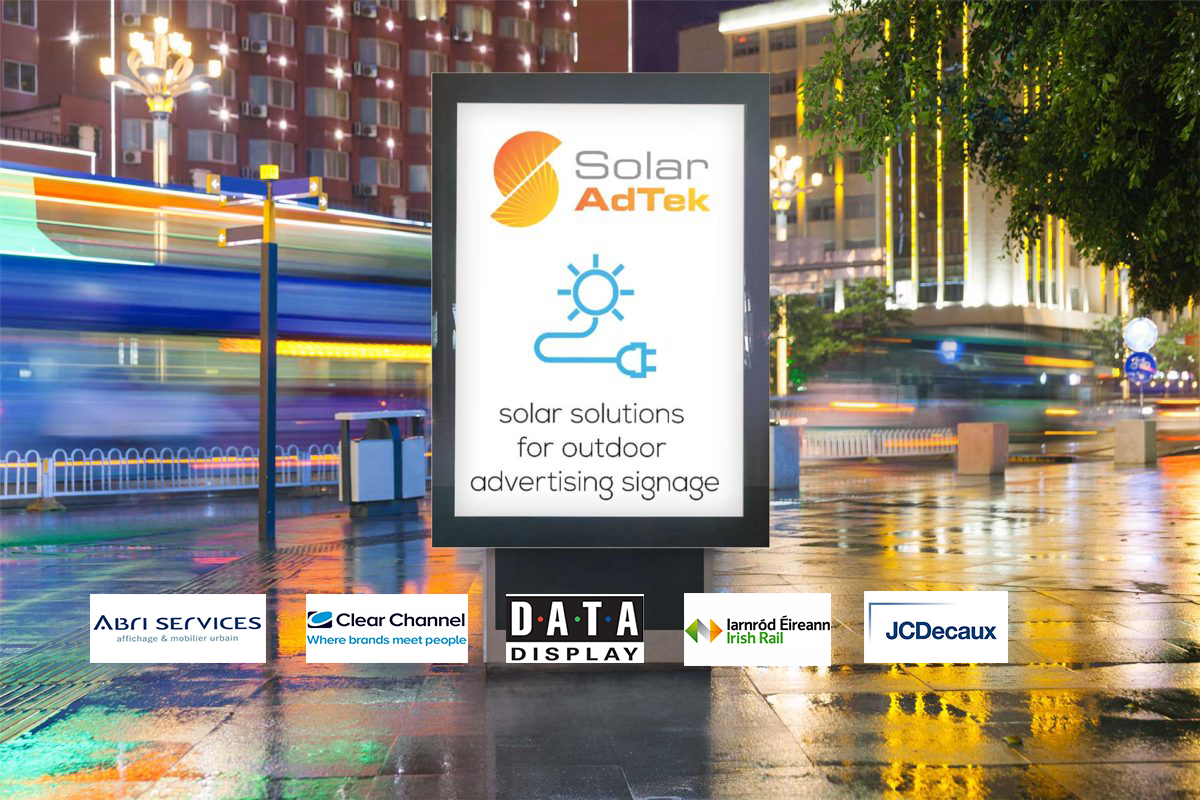 Solar
AdTek
solar solutions
for outdoor
advertising signage
ABRI SERVICES
affichage & mobilier urbain
Clear Channel
Where brands meet people
D·A·T·A
DISPLAY
Iarnród Éireann
Irish Rail
JCDecaux